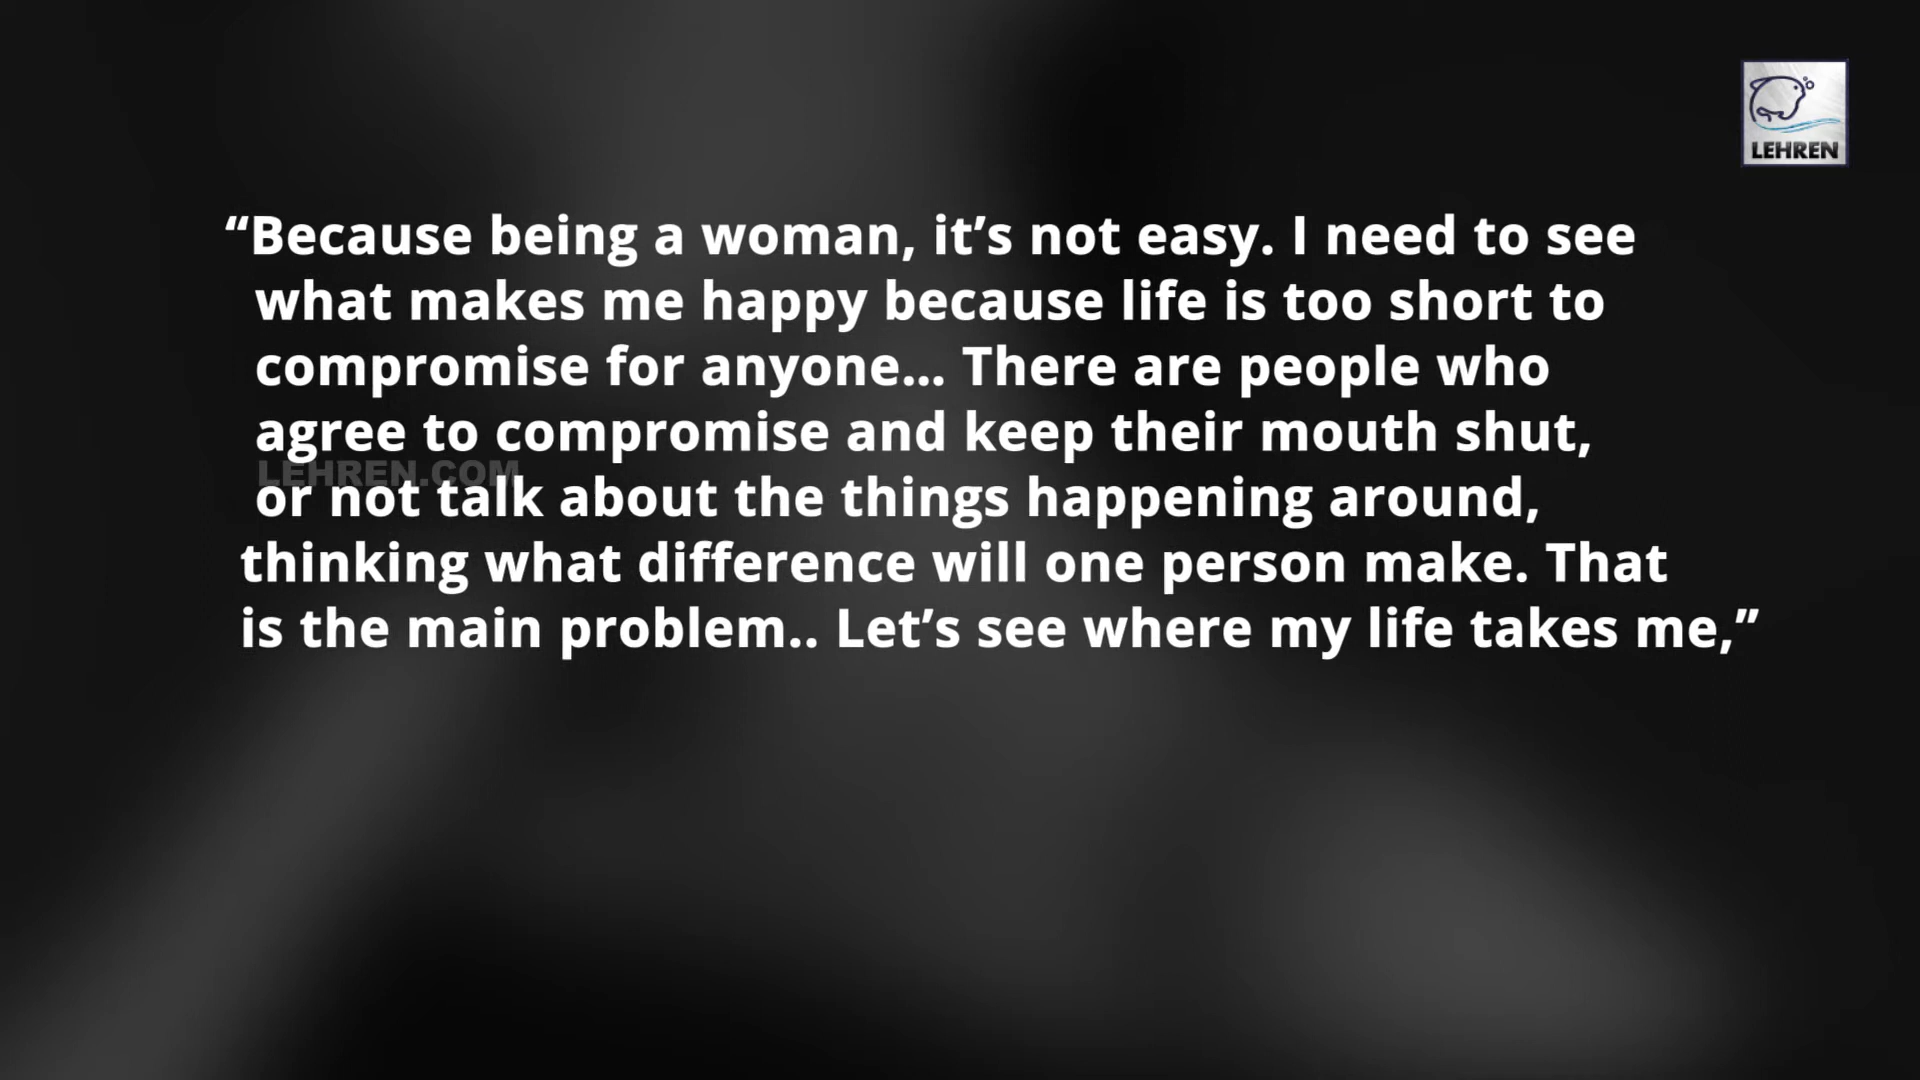 LEHREN
“Because being a woman, it’s not easy. I need to see
what makes me happy because life is too short to
compromise for anyone... There are people who
agree to compromise and keep their mouth shut,
LEHREN.COM
or not talk about the things happening around,
thinking what difference will one person make. That
is the main problem.. Let’s see where my life takes me,”